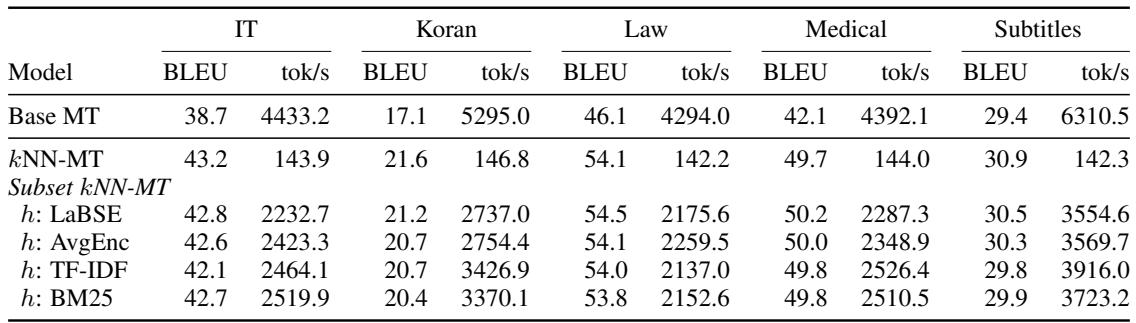 IT Koran Law Medical Subtitles
Model BLEU tok/s BLEU tok/s BLEU tok/s BLEU tok/s BLEU tok/s
Base MT 38.7 4433.2 17.1 5295.0 46.1 4294.0 42.1 4392.1 29.4 6310.5
kNN-MT 43.2 143.9 21.6 146.8 54.1 142.2 49.7 144.0 30.9 142.3
Subset kNN-MT
h: LaBSE 42.8 2232.7 21.2 2737.0 54.5 2175.6 50.2 2287.3 30.5 3554.6
h: AvgEnc 42.6 2423.3 20.7 2754.4 54.1 2259.5 50.0 2348.9 30.3 3569.7
h: TF-IDF 42.1 2464.1 20.7 3426.9 54.0 2137.0 49.8 2526.4 29.8 3916.0
h: BM25 42.7 2519.9 20.4 3370.1 53.8 2152.6 49.8 2510.5 29.9 3723.2